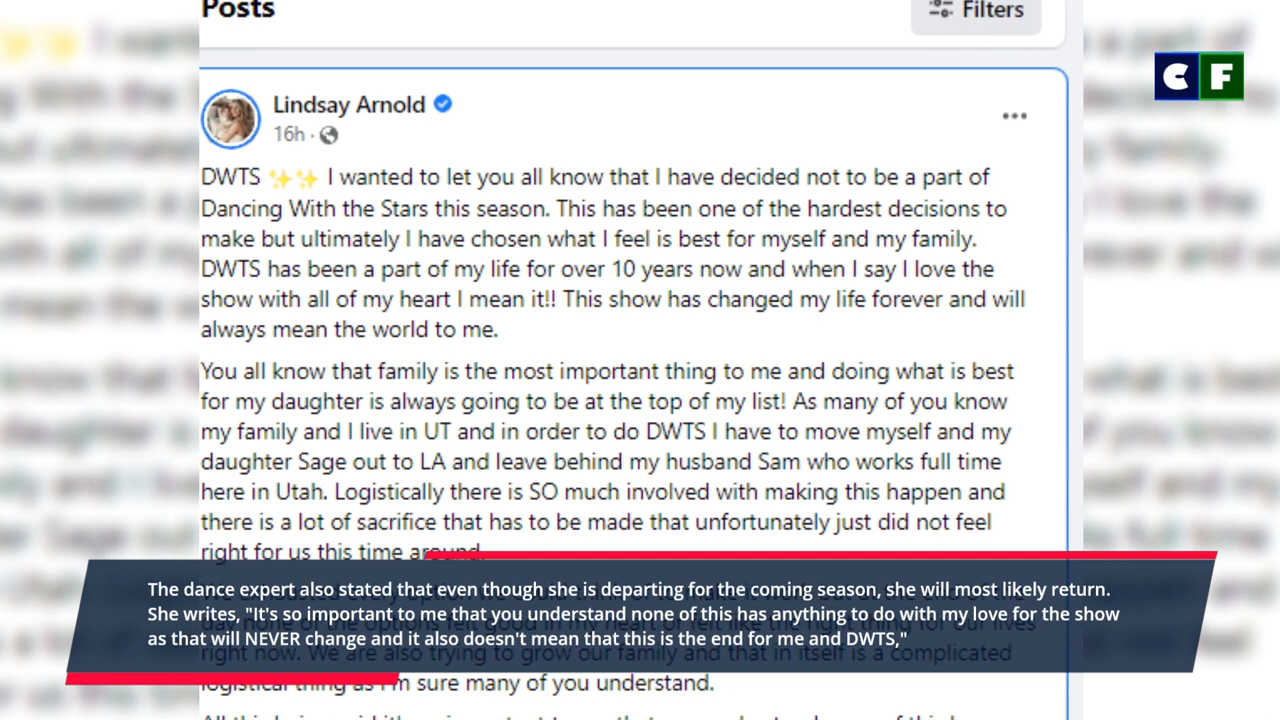 Posts
Filters
C F
Lindsay Arnold
16h ·
DWTS ✨✨ I wanted to let you all know that I have decided not to be a part of
Dancing With the Stars this season. This has been one of the hardest decisions to
make but ultimately I have chosen what I feel is best for myself and my family.
DWTS has been a part of my life for over 10 years now and when I say I love the
show with all of my heart I mean it!! This show has changed my life forever and will
always mean the world to me.
You all know that family is the most important thing to me and doing what is best
for my daughter is always going to be at the top of my list! As many of you know
my family and I live in UT and in order to do DWTS I have to move myself and my
daughter Sage out to LA and leave behind my husband Sam who works full time
here in Utah. Logistically there is SO much involved with making this happen and
there is a lot of sacrifice that has to be made that unfortunately just did not feel
right for us this time around.
The dance expert also stated that even though she is departing for the coming season, she will most likely return.
She writes, "It's so important to me that you understand none of this has anything to do with my love for the show
as that will NEVER change and it also doesn't mean that this is the end for me and DWTS,"
right now. We are also trying to grow our family and that in itself is a complicated
logistical thing as I'm sure many of you understand.